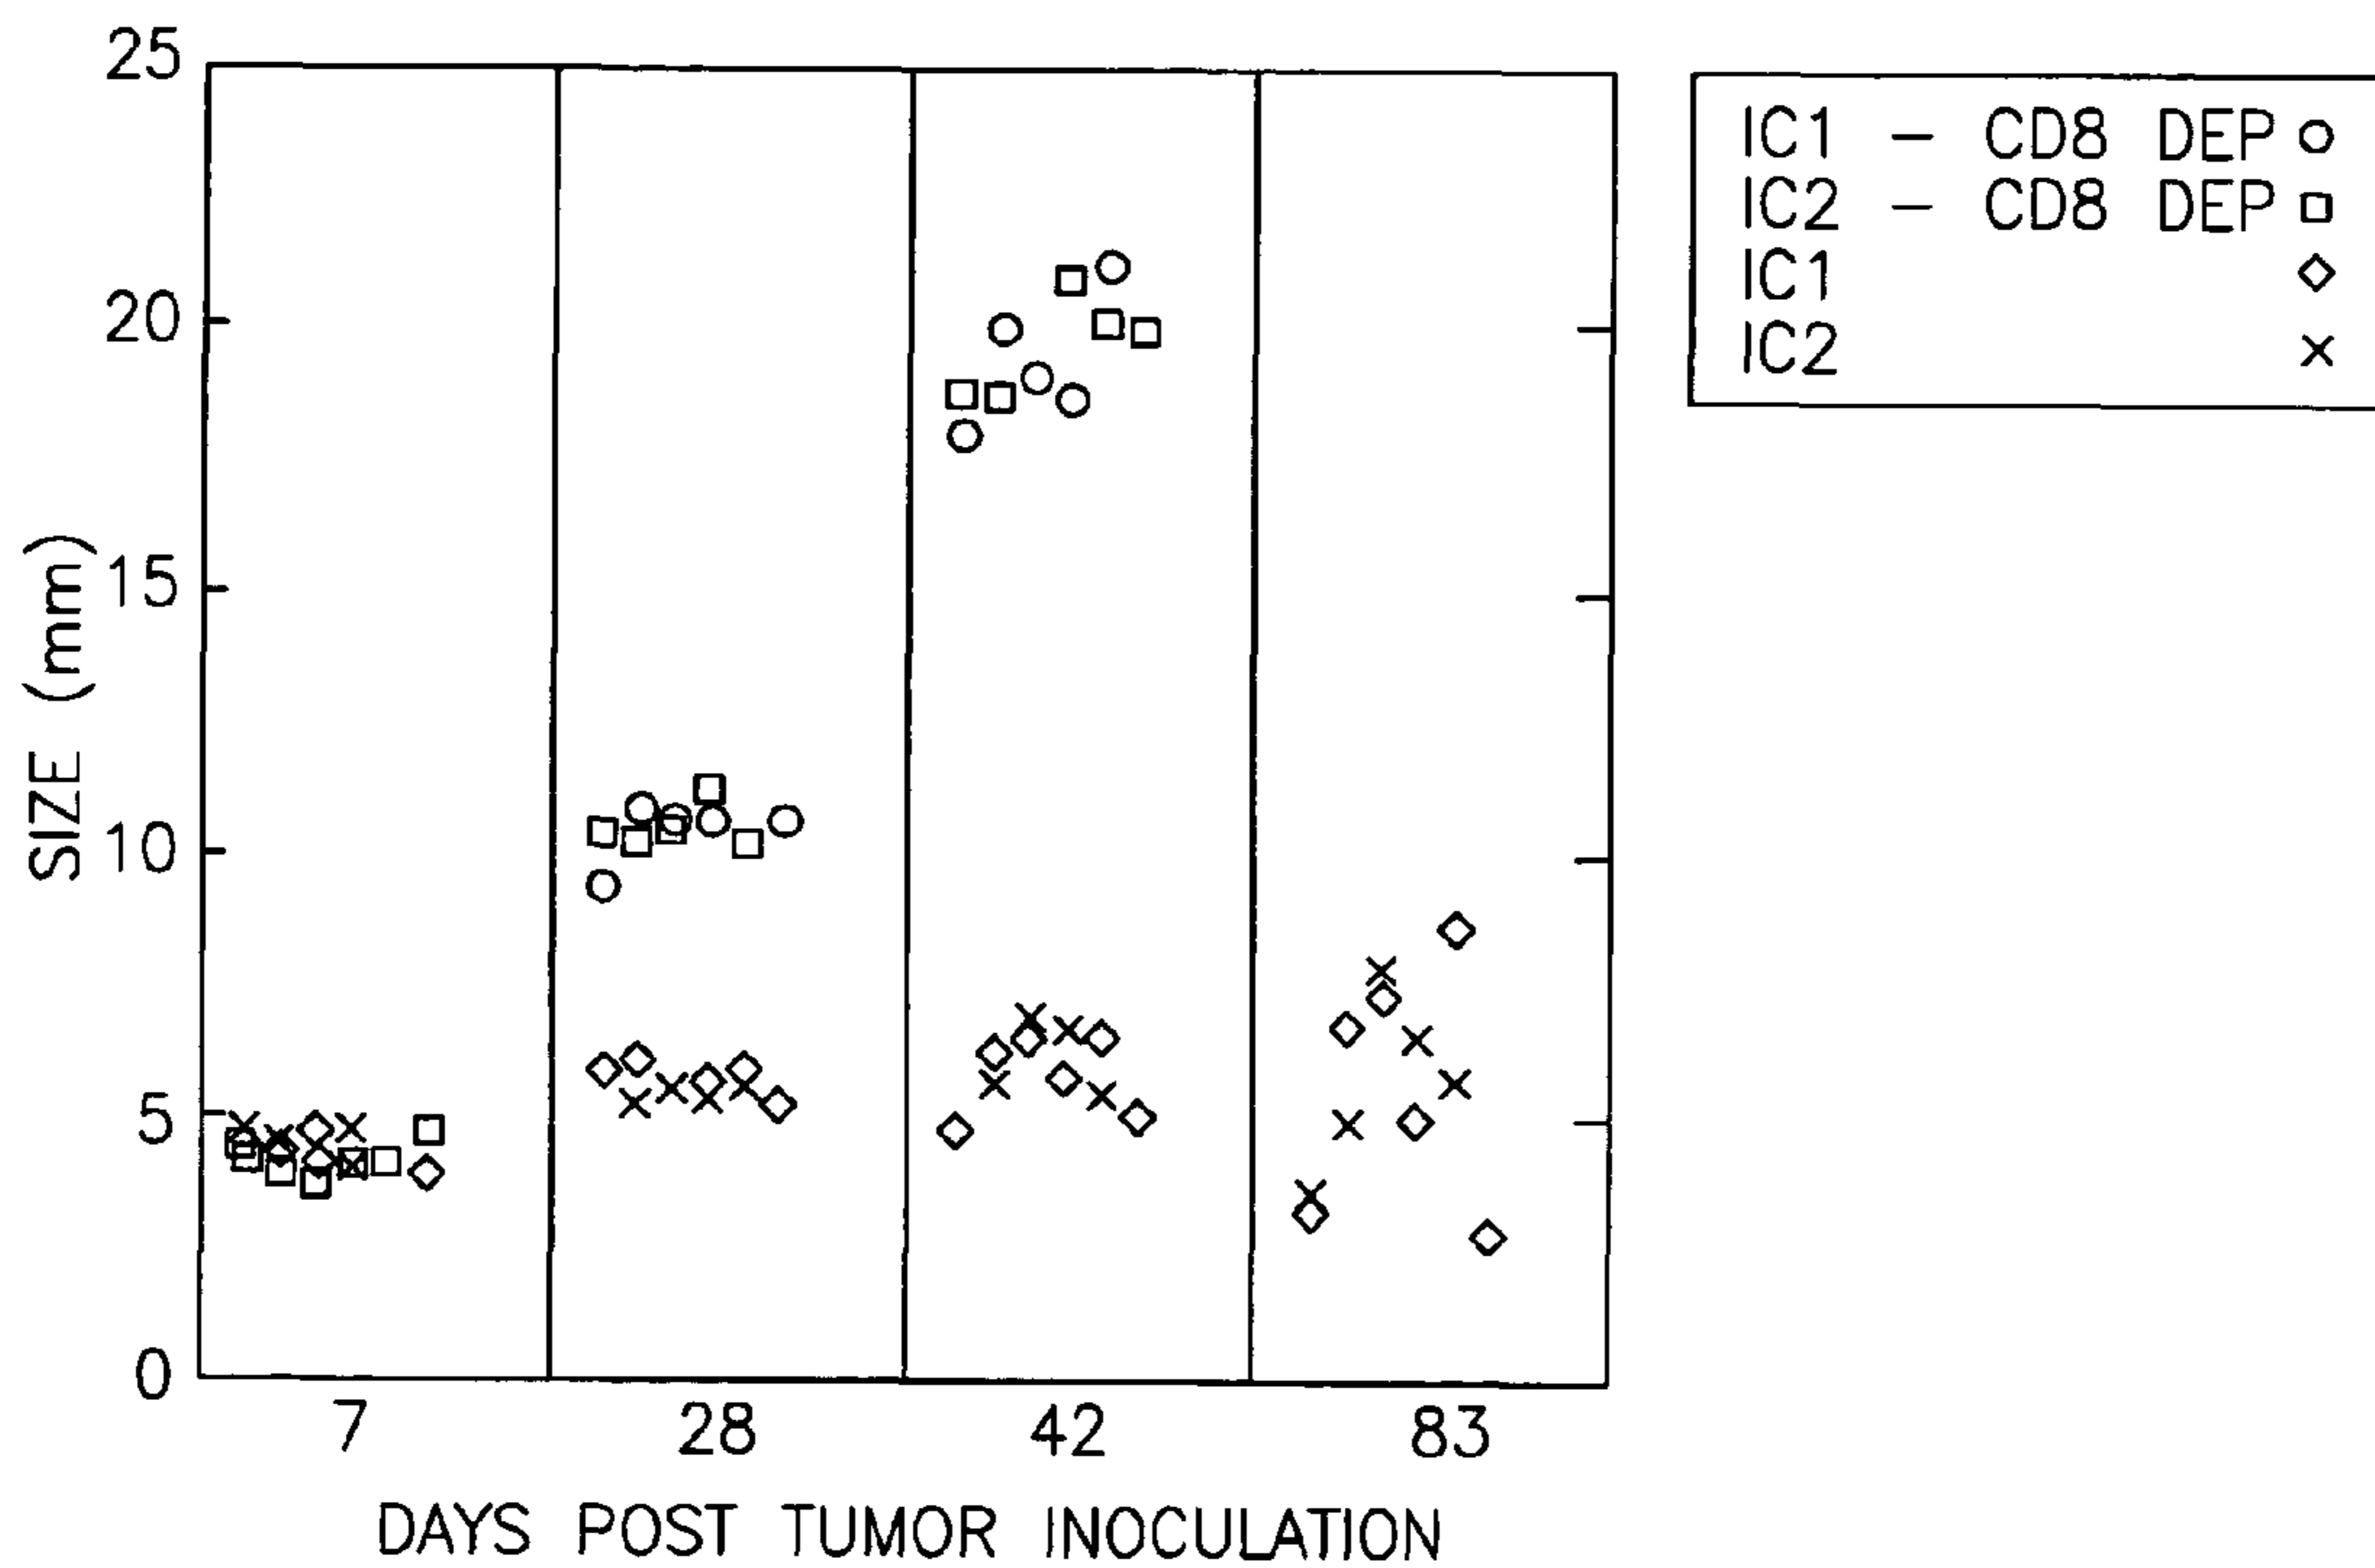 25
20
15
10
5
0
SIZE (mm)
7 28 42 83
DAYS POST TUMOR INOCULATION
IC1 - CD8 DEP
IC2 - CD8 DEP
IC1
IC2